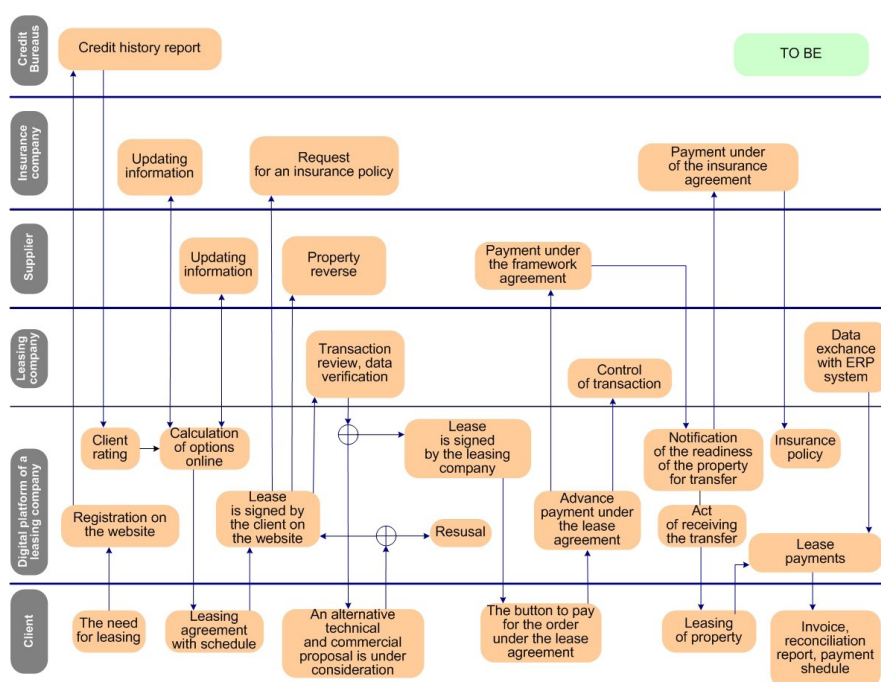 Credit
Bureaus
Credit history report
TO BE
Insurance
company
Updating
information
Request
for an insurance policy
Payment under
of the insurance
agreement
Supplier
Updating
information
Property
reverse
Payment under
the framework
agreement
Leasing
company
Transaction
review, data
verification
Control
of transaction
Data
exchange
with ERP
system
Digital platform of a
leasing company
Client
rating
Calculation
of options
online
Lease
is signed
by the leasing
company
Notification
of the readiness
of the property
for transfer
Insurance
policy
Registration on
the website
Lease
is signed by
the client on
the website
Resusal
Advance
payment under
the lease
agreement
Act
of receiving
the transfer
Lease
payments
Client
The need
for leasing
Leasing
agreement
with schedule
An alternative
technical
and commercial
proposal is under
consideration
The button to pay
for the order
under the lease
agreement
Leasing
of property
Invoice,
reconciliation
report, payment
shedule